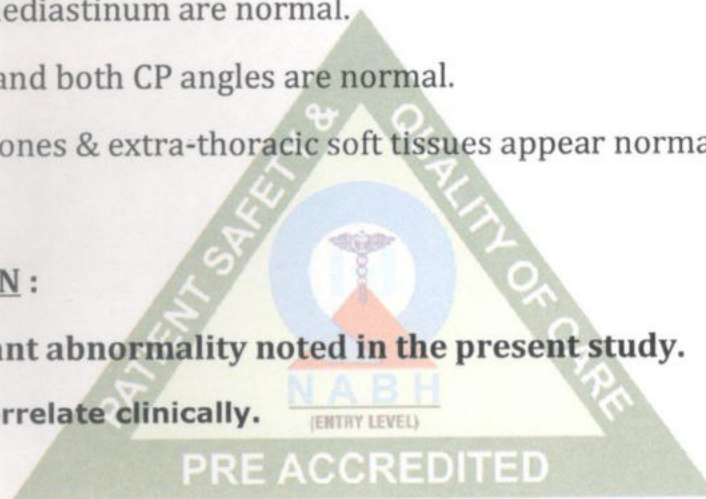 ediastinum are normal.
and both CP angles are normal.
ones & extra-thoracic soft tissues appear norma
N :
ant abnormality noted in the present study.
rrelate clinically.
PATIENT SAFETY &
QUALITY OF CARE
NABH
(ENTRY LEVEL)
PRE ACCREDITED